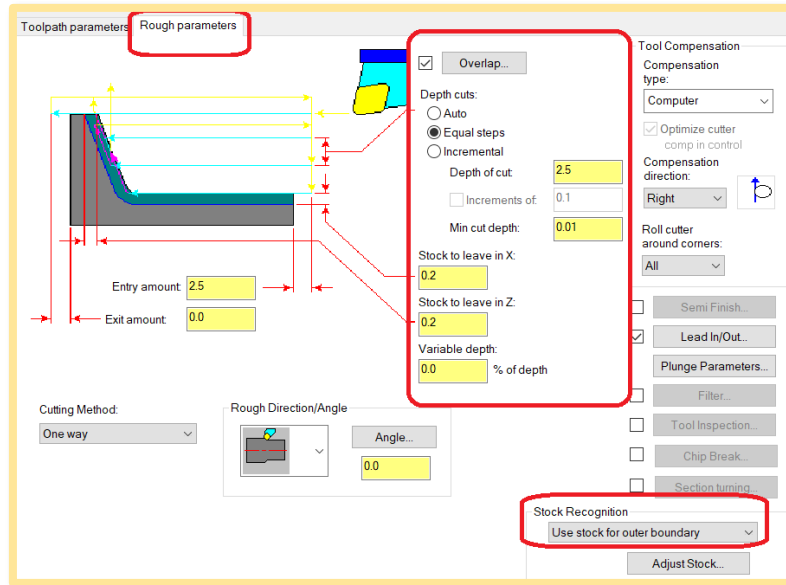 Toolpath parameters
Rough parameters
Overlap...
Depth cuts:
Auto
Equal steps
Incremental
Depth of cut:
2.5
Increments of:
0.1
Min cut depth:
0.01
Stock to leave in X:
0.2
Stock to leave in Z:
0.2
Variable depth:
0.0
% of depth
Entry amount:
2.5
Exit amount:
0.0
Cutting Method:
One way
Rough Direction/Angle
Angle...
0.0
Tool Compensation
Compensation
type:
Computer
Optimize cutter
comp in control
Compensation
direction:
Right
Roll cutter
around corners:
All
Semi Finish...
Lead In/Out...
Plunge Parameters...
Filter...
Tool Inspection...
Chip Break...
Section turning...
Stock Recognition
Use stock for outer boundary
Adjust Stock...